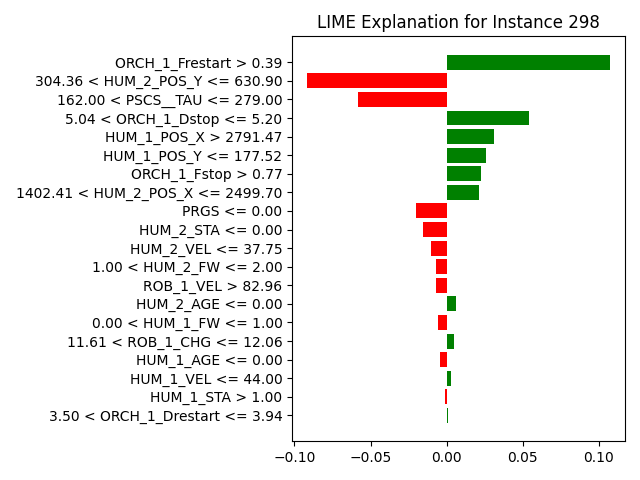 LIME Explanation for Instance 298
ORCH_1_Frestart > 0.39
304.36 < HUM_2_POS_Y <= 630.90
162.00 < PSCS__TAU <= 279.00
5.04 < ORCH_1_Dstop <= 5.20
HUM_1_POS_X > 2791.47
HUM_1_POS_Y <= 177.52
ORCH_1_Fstop > 0.77
1402.41 < HUM_2_POS_X <= 2499.70
PRGS <= 0.00
HUM_2_STA <= 0.00
HUM_2_VEL <= 37.75
1.00 < HUM_2_FW <= 2.00
ROB_1_VEL > 82.96
HUM_2_AGE <= 0.00
0.00 < HUM_1_FW <= 1.00
11.61 < ROB_1_CHG <= 12.06
HUM_1_AGE <= 0.00
HUM_1_VEL <= 44.00
HUM_1_STA > 1.00
3.50 < ORCH_1_Drestart <= 3.94
−0.10 −0.05 0.00 0.05 0.10